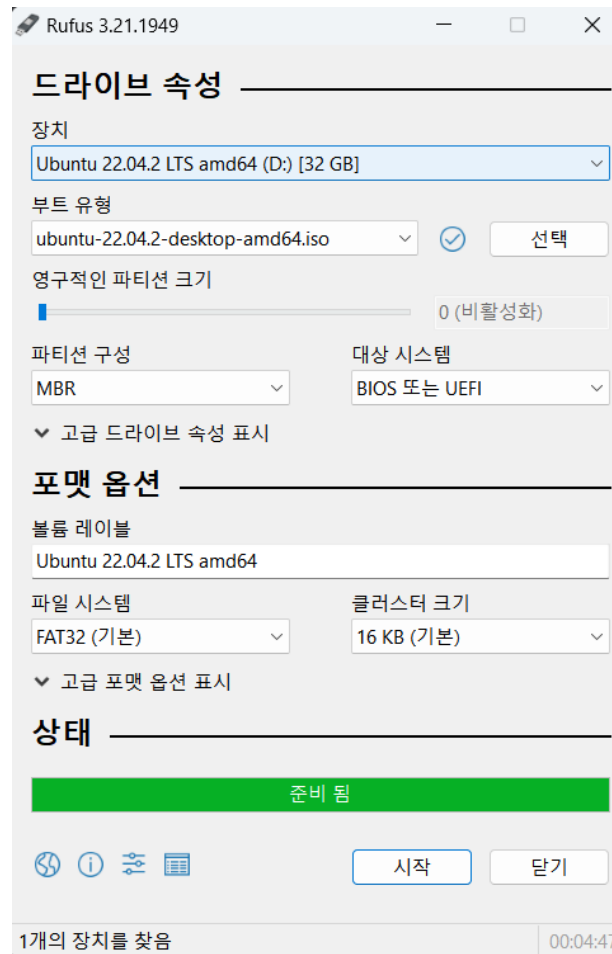 Rufus 3.21.1949
드라이브 속성
장치
Ubuntu 22.04.2 LTS amd64 (D:) [32 GB]
부트 유형
ubuntu-22.04.2-desktop-amd64.iso 선택
영구적인 파티션 크기
0 (비활성화)
파티션 구성 대상 시스템
MBR BIOS 또는 UEFI
고급 드라이브 속성 표시
포맷 옵션
볼륨 레이블
Ubuntu 22.04.2 LTS amd64
파일 시스템 클러스터 크기
FAT32 (기본) 16 KB (기본)
고급 포맷 옵션 표시
상태
준비 됨
시작 닫기
1개의 장치를 찾음 00:04:47